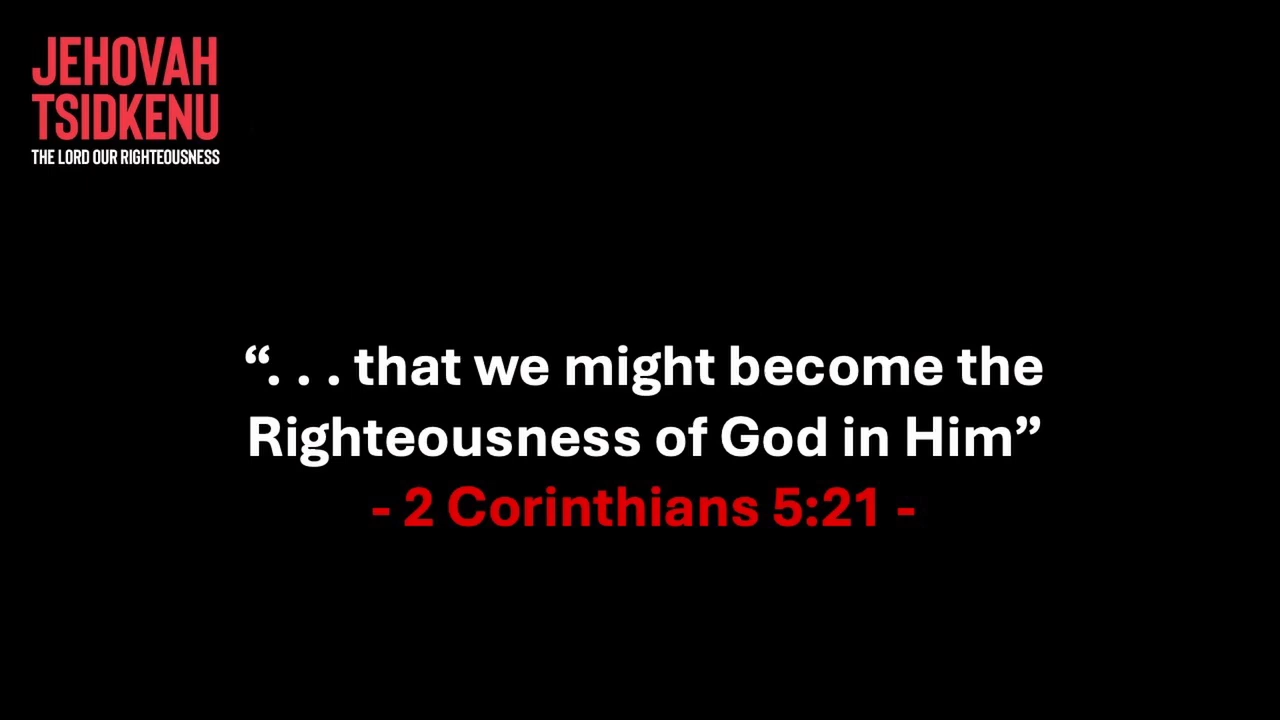 JEHOVAH
TSIDKENU
THE LORD OUR RIGHTEOUSNESS
“. . . that we might become the
Righteousness of God in Him”
- 2 Corinthians 5:21 -